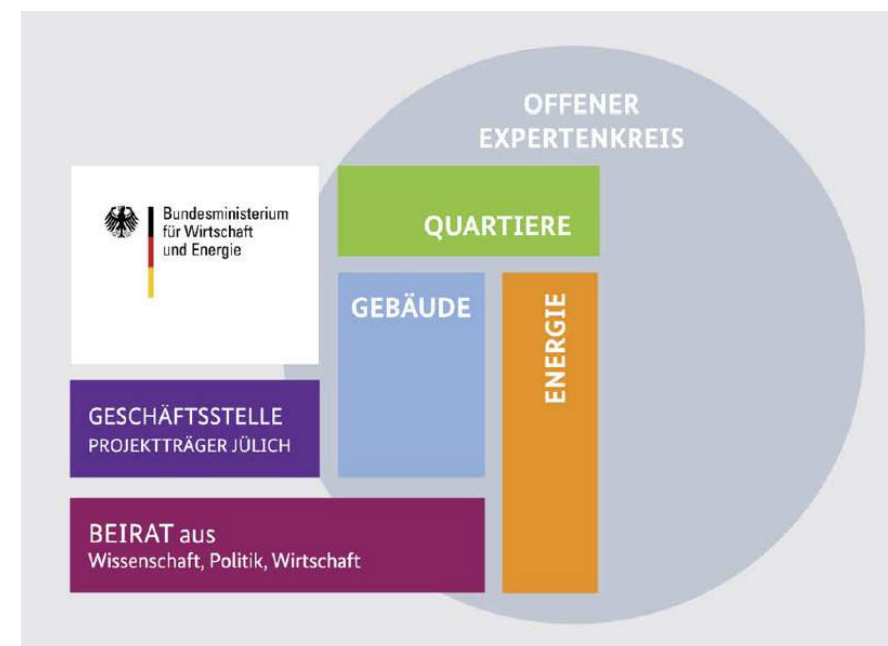 OFFENER
EXPERTENKREIS
Bundesministerium
für Wirtschaft
und Energie
QUARTIERE
GEBÄUDE
ENERGIE
GESCHÄFTSSTELLE
PROJEKTTRÄGER JÜLICH
BEIRAT aus
Wissenschaft, Politik, Wirtschaft